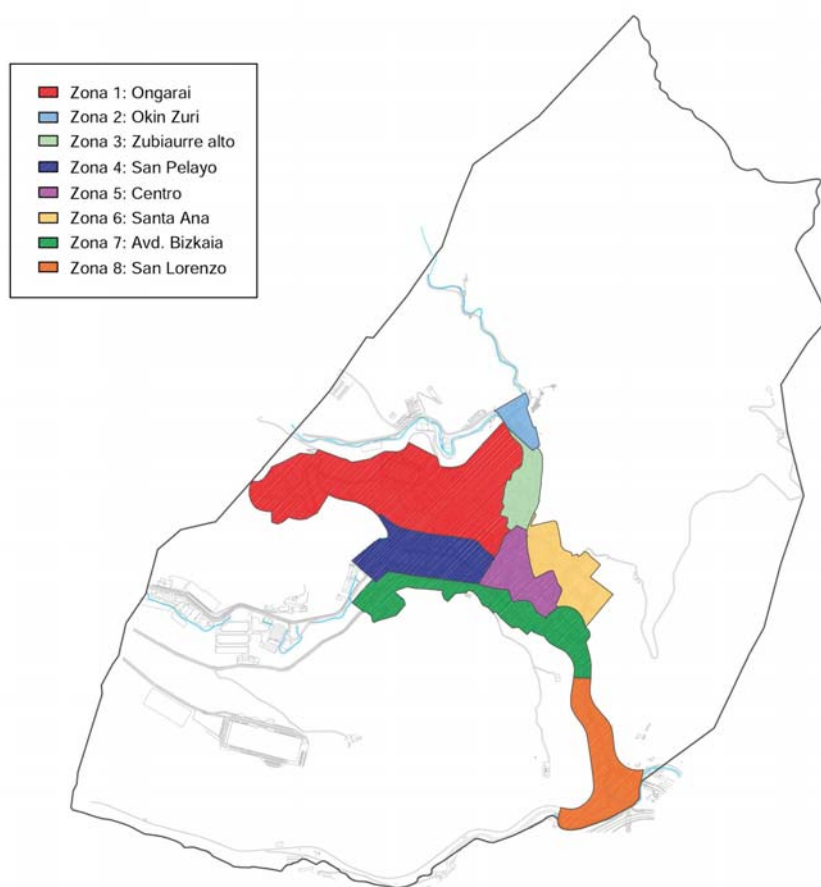 Zona 1: Ongarai
Zona 2: Okin Zuri
Zona 3: Zubiaurre alto
Zona 4: San Pelayo
Zona 5: Centro
Zona 6: Santa Ana
Zona 7: Avd. Bizkaia
Zona 8: San Lorenzo